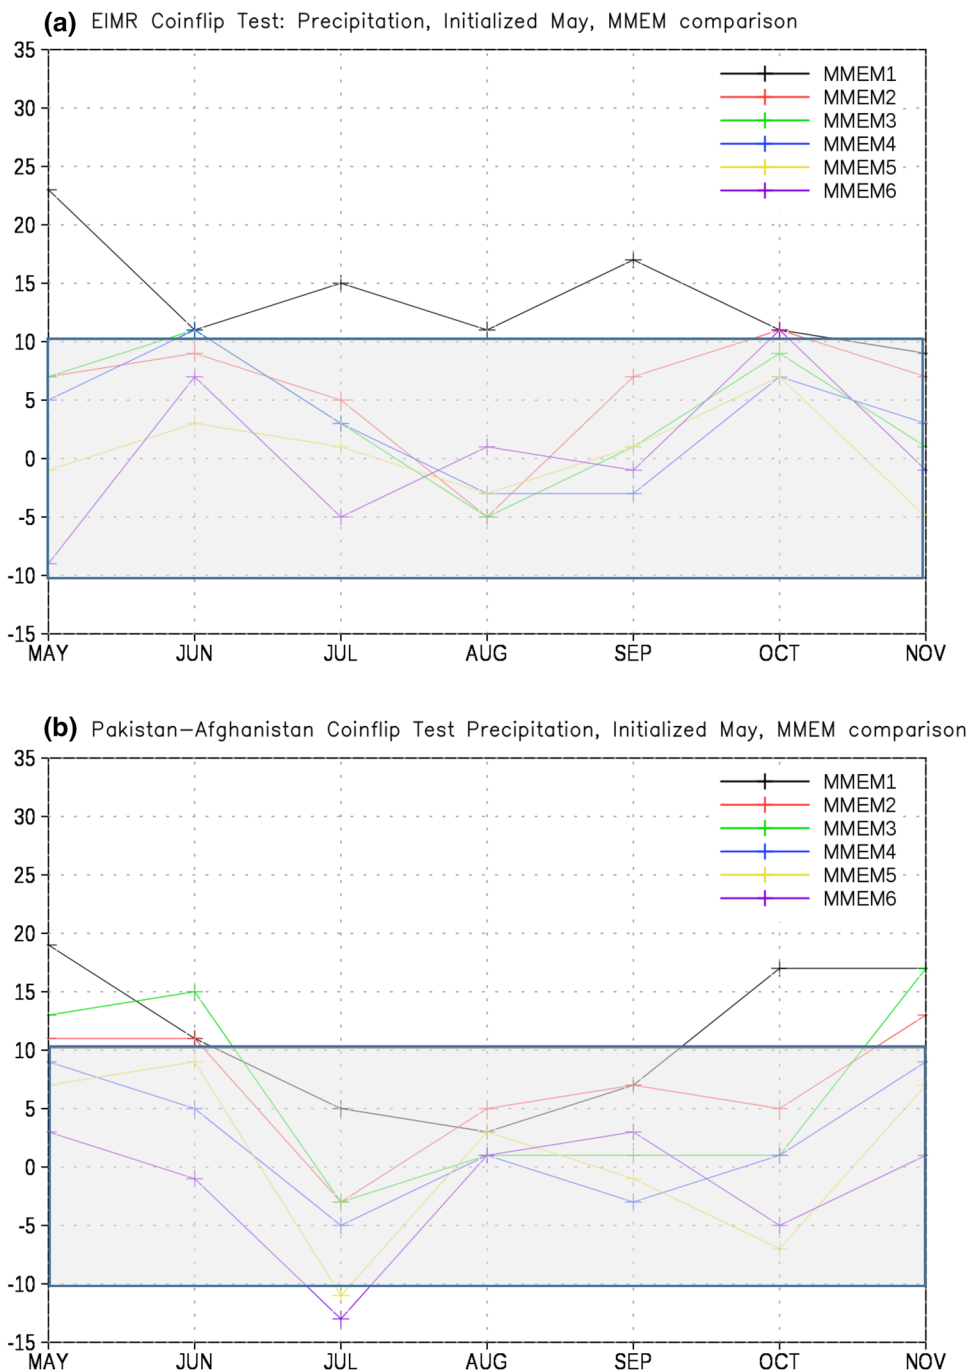 (a) EIMR Coinflip Test: Precipitation, Initialized May, MMEM comparison
35
30
25
20
15
10
5
0
-5
-10
-15
MMEM1
MMEM2
MMEM3
MMEM4
MMEM5
MMEM6
MAY JUN JUL AUG SEP OCT NOV
(b) Pakistan-Afghanistan Coinflip Test Precipitation, Initialized May, MMEM comparison
35
30
25
20
15
10
5
0
-5
-10
-15
MMEM1
MMEM2
MMEM3
MMEM4
MMEM5
MMEM6
MAY JUN JUL AUG SEP OCT NOV